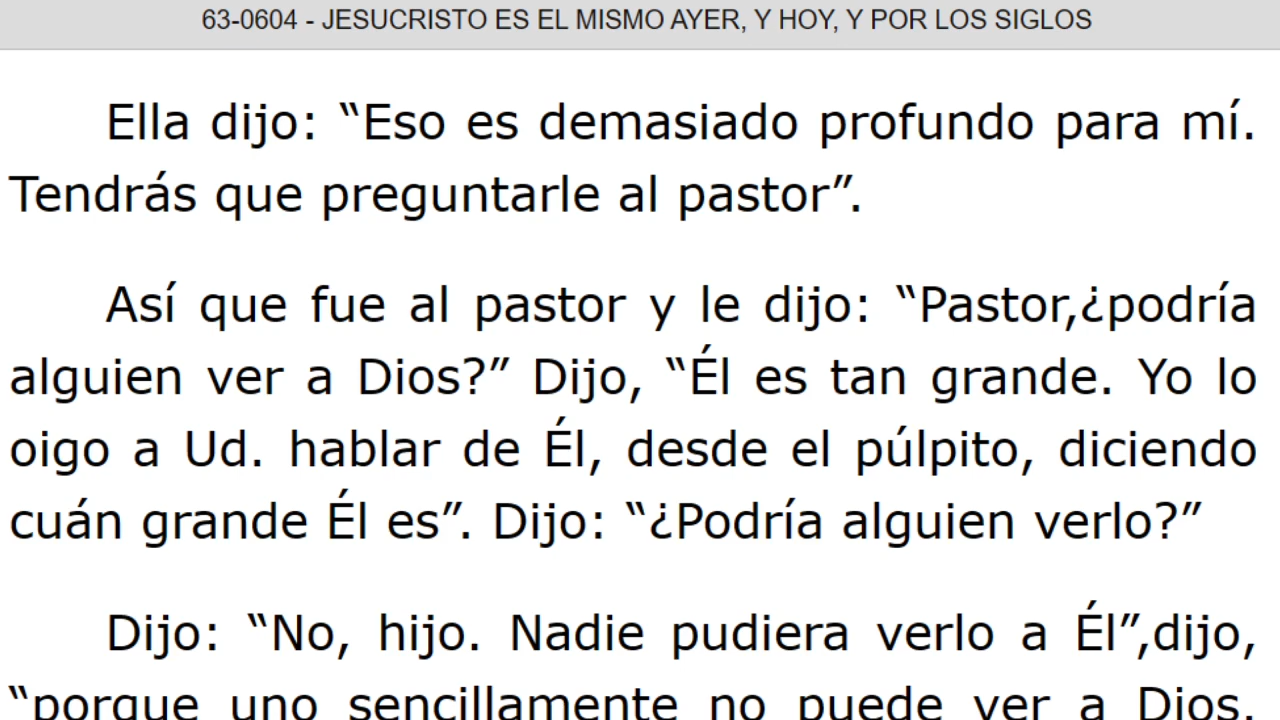 63-0604 - JESUCRISTO ES EL MISMO AYER, Y HOY, Y POR LOS SIGLOS
Ella dijo: “Eso es demasiado profundo para mí.
Tendrás que preguntarle al pastor”.
Así que fue al pastor y le dijo: “Pastor,¿podría
alguien ver a Dios?” Dijo, “Él es tan grande. Yo lo
oigo a Ud. hablar de Él, desde el púlpito, diciendo
cuán grande Él es”. Dijo: “¿Podría alguien verlo?”
Dijo: “No, hijo. Nadie pudiera verlo a Él”,dijo,
“porque uno sencillamente no puede ver a Dios.